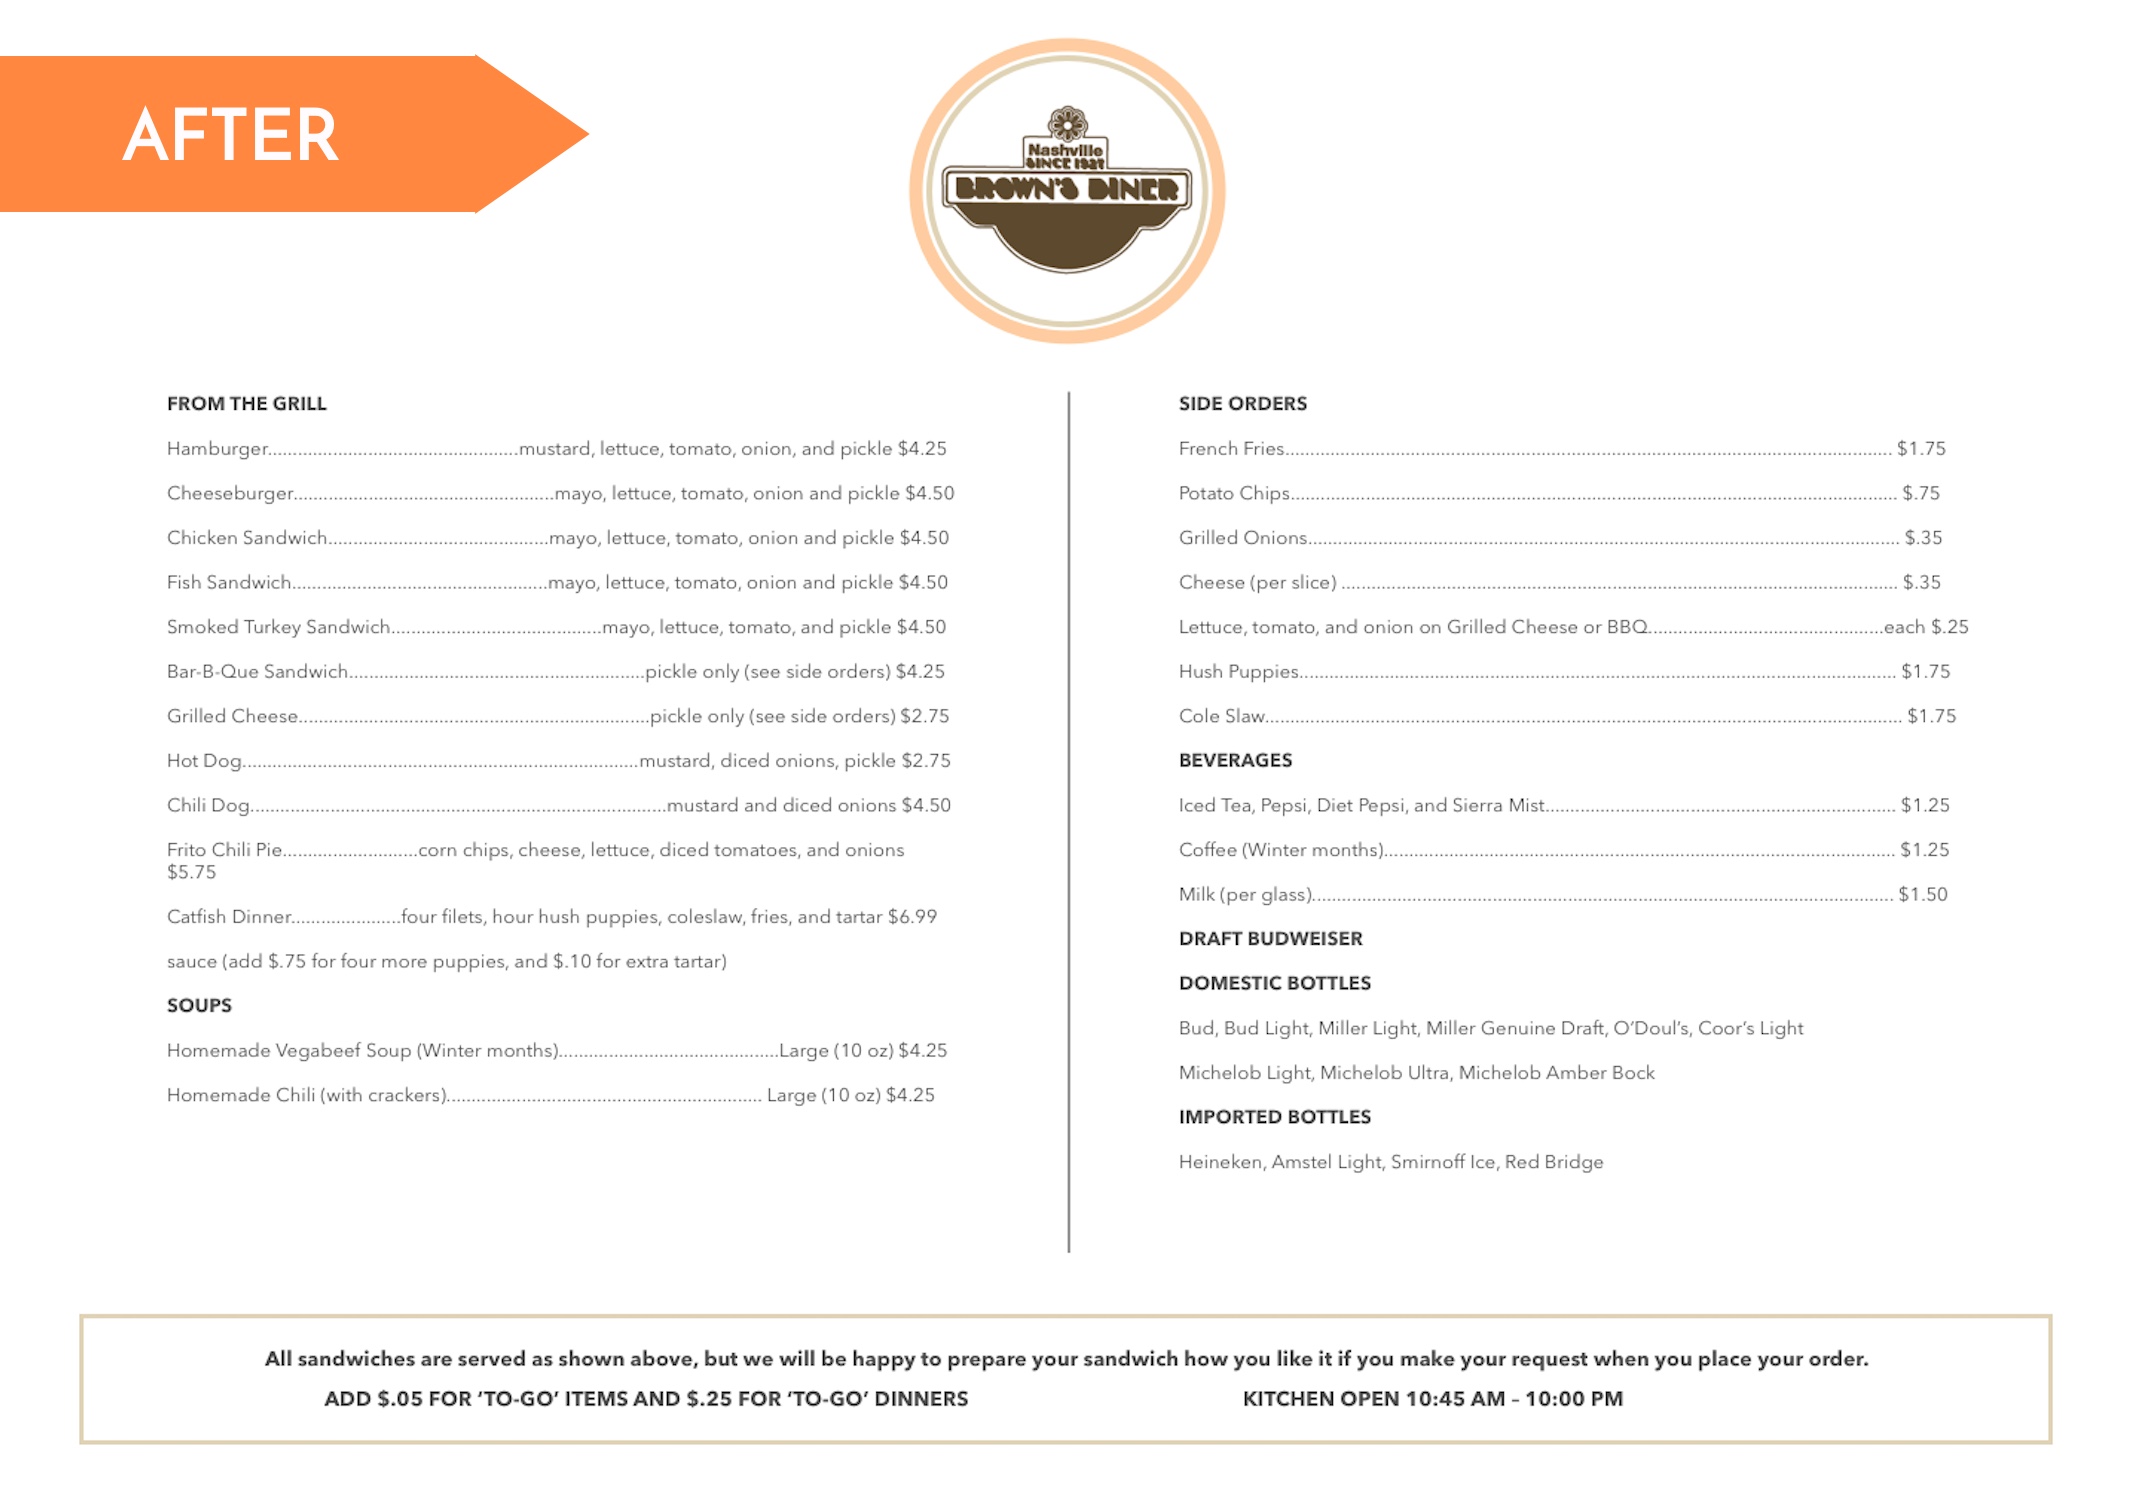 AFTER
Nashville
SINCE 1927
BROWN'S DINER
FROM THE GRILL
Hamburger..................................................mustard, lettuce, tomato, onion, and pickle $4.25
Cheeseburger....................................................mayo, lettuce, tomato, onion and pickle $4.50
Chicken Sandwich............................................mayo, lettuce, tomato, onion and pickle $4.50
Fish Sandwich...................................................mayo, lettuce, tomato, onion and pickle $4.50
Smoked Turkey Sandwich..........................................mayo, lettuce, tomato, and pickle $4.50
Bar-B-Que Sandwich...........................................................pickle only (see side orders) $4.25
Grilled Cheese......................................................................pickle only (see side orders) $2.75
Hot Dog...............................................................................mustard, diced onions, pickle $2.75
Chili Dog...................................................................................mustard and diced onions $4.50
Frito Chili Pie...........................corn chips, cheese, lettuce, diced tomatoes, and onions
$5.75
Catfish Dinner......................four filets, hour hush puppies, coleslaw, fries, and tartar $6.99
sauce (add $.75 for four more puppies, and $.10 for extra tartar)
SOUPS
Homemade Vegabeef Soup (Winter months)............................................Large (10 oz) $4.25
Homemade Chili (with crackers)............................................................... Large (10 oz) $4.25
SIDE ORDERS
French Fries......................................................................................................................... $1.75
Potato Chips......................................................................................................................... $.75
Grilled Onions...................................................................................................................... $.35
Cheese (per slice) ............................................................................................................... $.35
Lettuce, tomato, and onion on Grilled Cheese or BBQ...............................................each $.25
Hush Puppies....................................................................................................................... $1.75
Cole Slaw............................................................................................................................... $1.75
BEVERAGES
Iced Tea, Pepsi, Diet Pepsi, and Sierra Mist...................................................................... $1.25
Coffee (Winter months)...................................................................................................... $1.25
Milk (per glass).................................................................................................................... $1.50
DRAFT BUDWEISER
DOMESTIC BOTTLES
Bud, Bud Light, Miller Light, Miller Genuine Draft, O’Doul’s, Coor’s Light
Michelob Light, Michelob Ultra, Michelob Amber Bock
IMPORTED BOTTLES
Heineken, Amstel Light, Smirnoff Ice, Red Bridge
All sandwiches are served as shown above, but we will be happy to prepare your sandwich how you like it if you make your request when you place your order.
ADD $.05 FOR ‘TO-GO’ ITEMS AND $.25 FOR ‘TO-GO’ DINNERS KITCHEN OPEN 10:45 AM – 10:00 PM